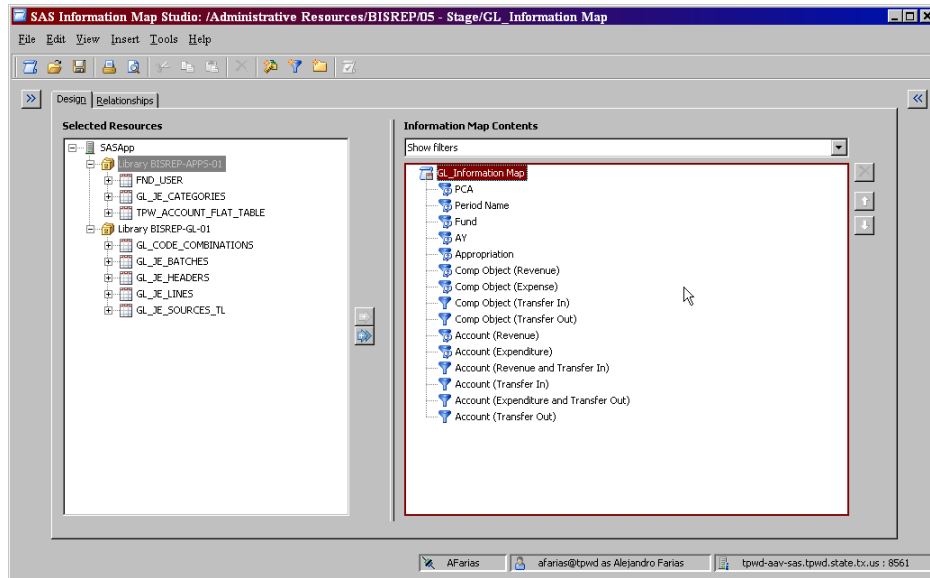 SAS Information Map Studio: /Administrative Resources/BISREP/05 - Stage/GL_Information Map
File Edit View Insert Tools Help
Design Relationships
Selected Resources
SASApp
Library BISREP-APPS-01
FND_USER
GL_JE_CATEGORIES
TPW_ACCOUNT_FLAT_TABLE
Library BISREP-GL-01
GL_CODE_COMBINATIONS
GL_JE_BATCHES
GL_JE_HEADERS
GL_JE_LINES
GL_JE_SOURCES_TL
Information Map Contents
Show filters
GL_Information Map
PCA
Period Name
Fund
AY
Appropriation
Comp Object (Revenue)
Comp Object (Expense)
Comp Object (Transfer In)
Comp Object (Transfer Out)
Account (Revenue)
Account (Expenditure)
Account (Revenue and Transfer In)
Account (Transfer In)
Account (Expenditure and Transfer Out)
Account (Transfer Out)
AFarias afarias@tpwd as Alejandro Farias tpwd-aav-sas.tpwd.state.tx.us : 8561